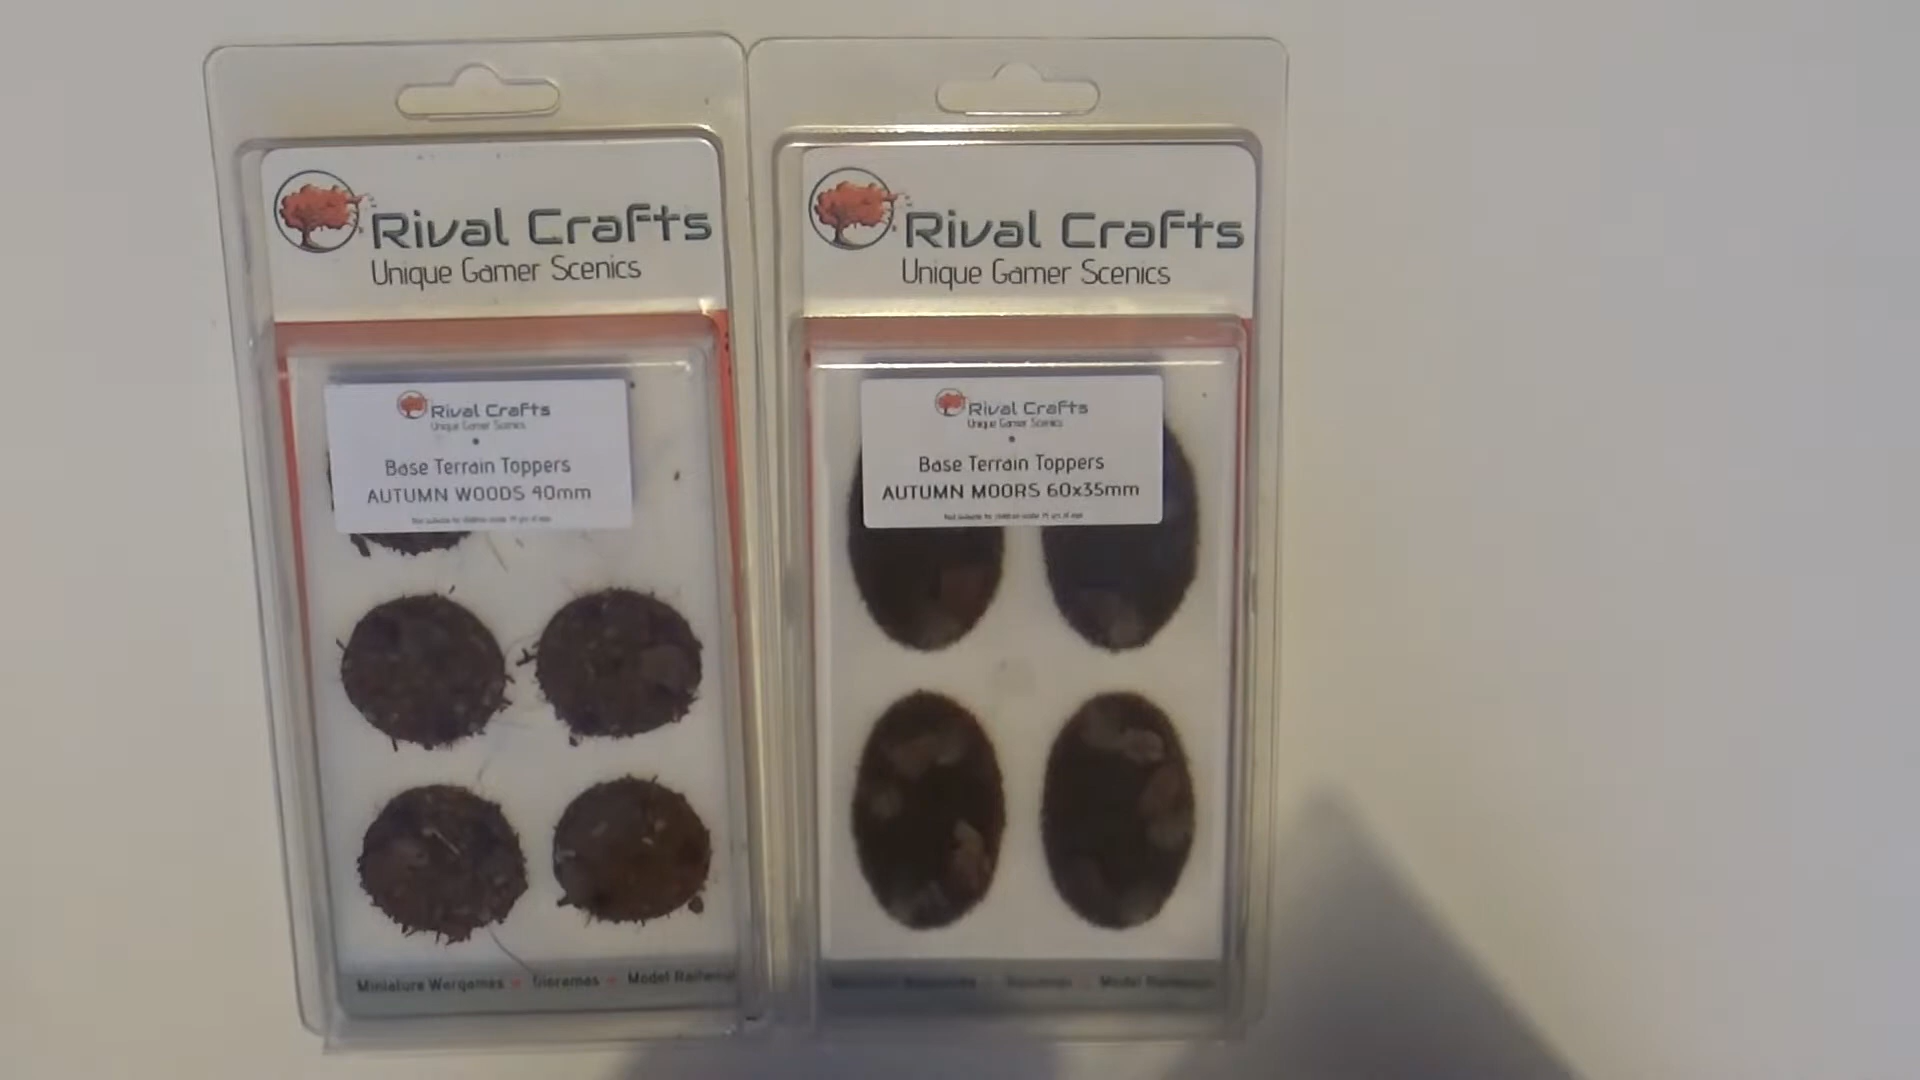 Rival Crafts
Unique Gamer Scenics
Rival Crafts
Unique Gamer Scenics
Base Terrain Toppers
AUTUMN WOODS 40mm
Miniature Wargames Dioramas Model
Rival Crafts
Unique Gamer Scenics
Rival Crafts
Unique Gamer Scenics
Base Terrain Toppers
AUTUMN MOORS 60x35mm
Model